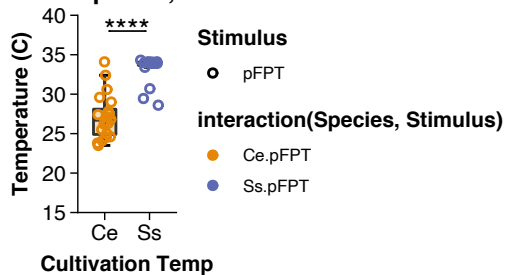 40
35
30
25
20
15
Temperature (C)
****
Ce Ss
Cultivation Temp
Stimulus
pFPT
interaction(Species, Stimulus)
Ce.pFPT
Ss.pFPT